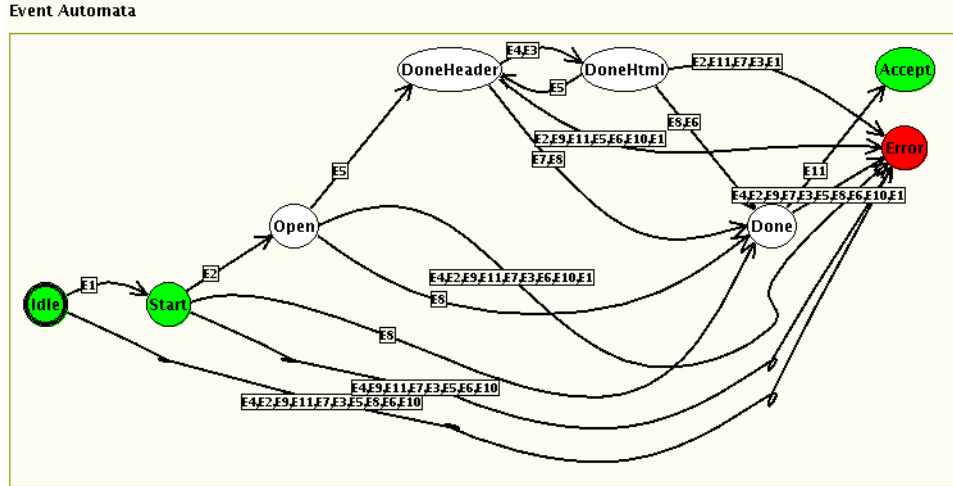 Event Automata
E4,E3
DoneHeader
DoneHtml
E2,E11,E7,E3,E1
Accept
E5
E8,E6
E2,E9,E11,E5,E6,E10,E1
Error
E7,E8
E5
E11
E4,E2,E9,E7,E3,E5,E8,E6,E10,E1
Open
Done
E2
E4,E2,E9,E11,E7,E3,E6,E10,E1
E1
E8
Idle
Start
E8
E4,E9,E11,E7,E3,E5,E6,E10
E4,E2,E9,E11,E7,E3,E5,E8,E6,E10